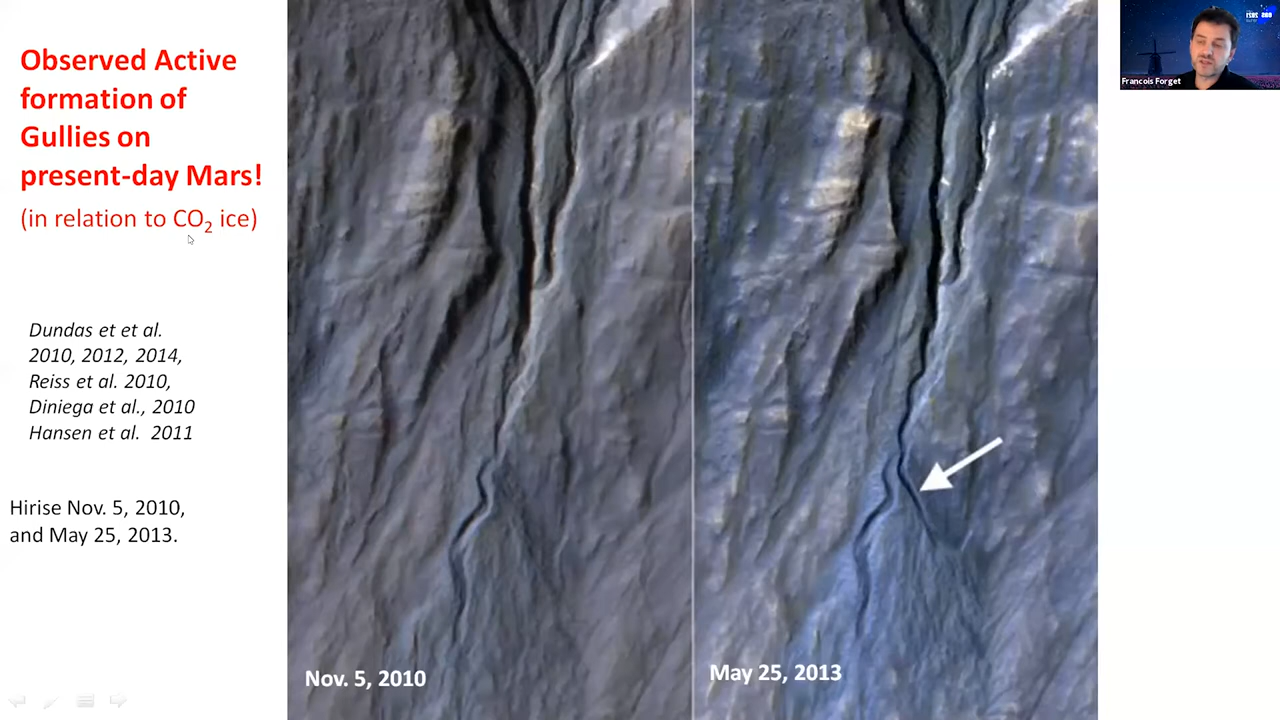 Observed Active
formation of
Gullies on
present-day Mars!
(in relation to CO₂ ice)
Dundas et et al.
2010, 2012, 2014,
Reiss et al. 2010,
Diniega et al., 2010
Hansen et al. 2011
Hirise Nov. 5, 2010,
and May 25, 2013.
Nov. 5, 2010
May 25, 2013
Francois Forget